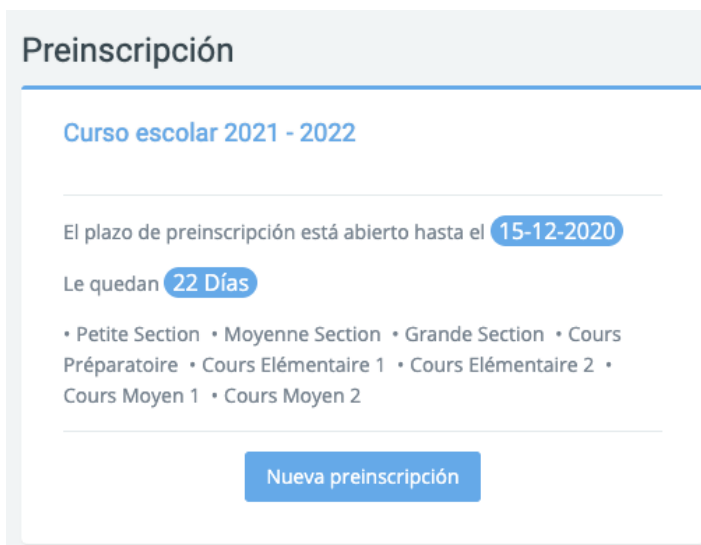 Preinscripción
Curso escolar 2021 - 2022
El plazo de preinscripción está abierto hasta el 15-12-2020
Le quedan 22 Días
• Petite Section • Moyenne Section • Grande Section • Cours
Préparatoire • Cours Elémentaire 1 • Cours Elémentaire 2 •
Cours Moyen 1 • Cours Moyen 2
Nueva preinscripción